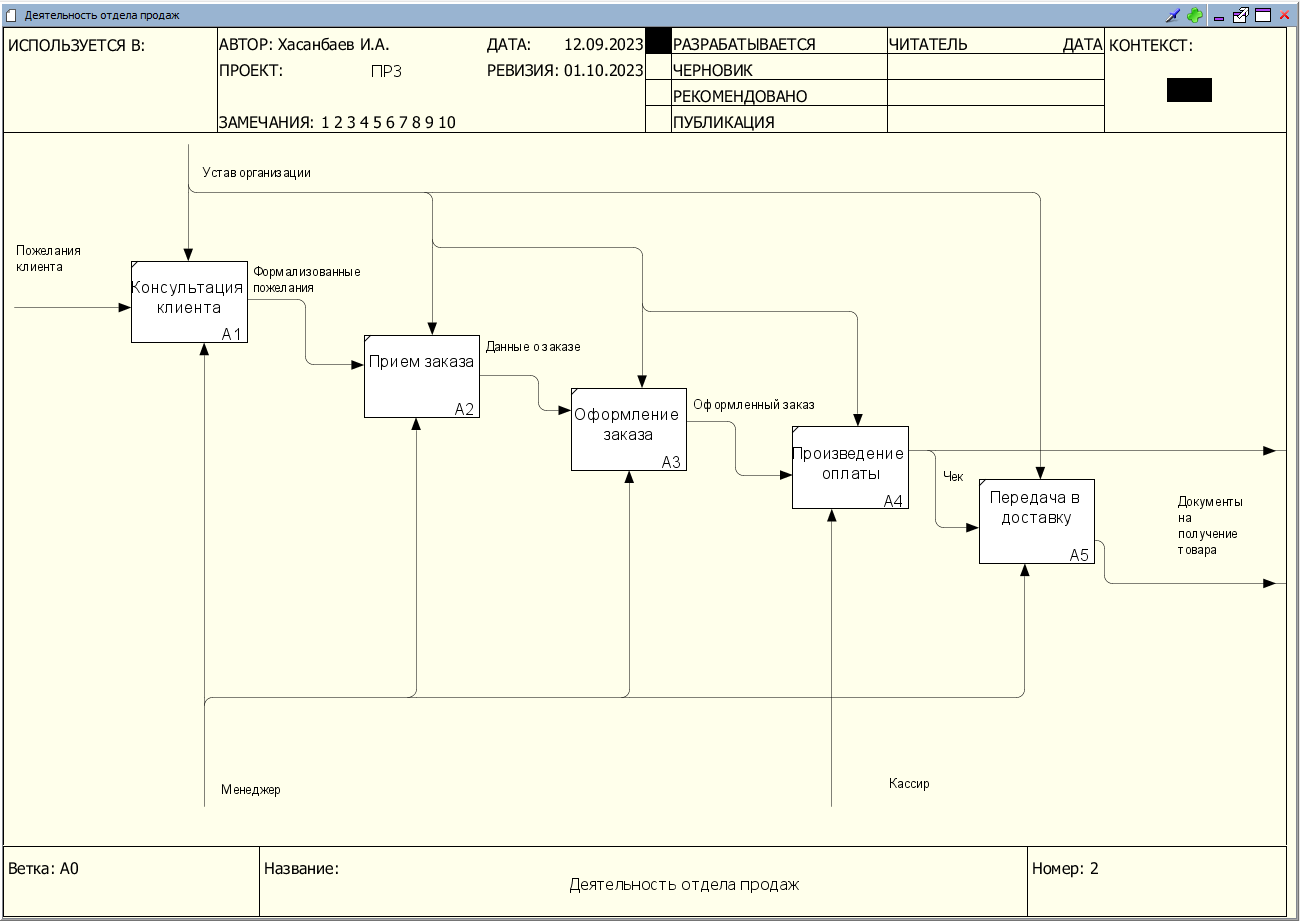 Деятельность отдела продаж
ИСПОЛЬЗУЕТСЯ В:
АВТОР: Хасанбаев И.А.
ДАТА: 12.09.2023
ПРОЕКТ: ПР3
РЕВИЗИЯ: 01.10.2023
ЗАМЕЧАНИЯ: 1 2 3 4 5 6 7 8 9 10
РАЗРАБАТЫВАЕТСЯ
ЧЕРНОВИК
РЕКОМЕНДОВАНО
ПУБЛИКАЦИЯ
ЧИТАТЕЛЬ ДАТА
КОНТЕКСТ:
Устав организации
Пожелания
клиента
Консультация
клиента
A1
Формализованные
пожелания
Прием заказа
A2
Данные о заказе
Оформление
заказа
A3
Оформленный заказ
Произведение
оплаты
A4
Чек
Передача в
доставку
A5
Документы
на
получение
товара
Менеджер
Кассир
Ветка: A0
Название:
Деятельность отдела продаж
Номер: 2